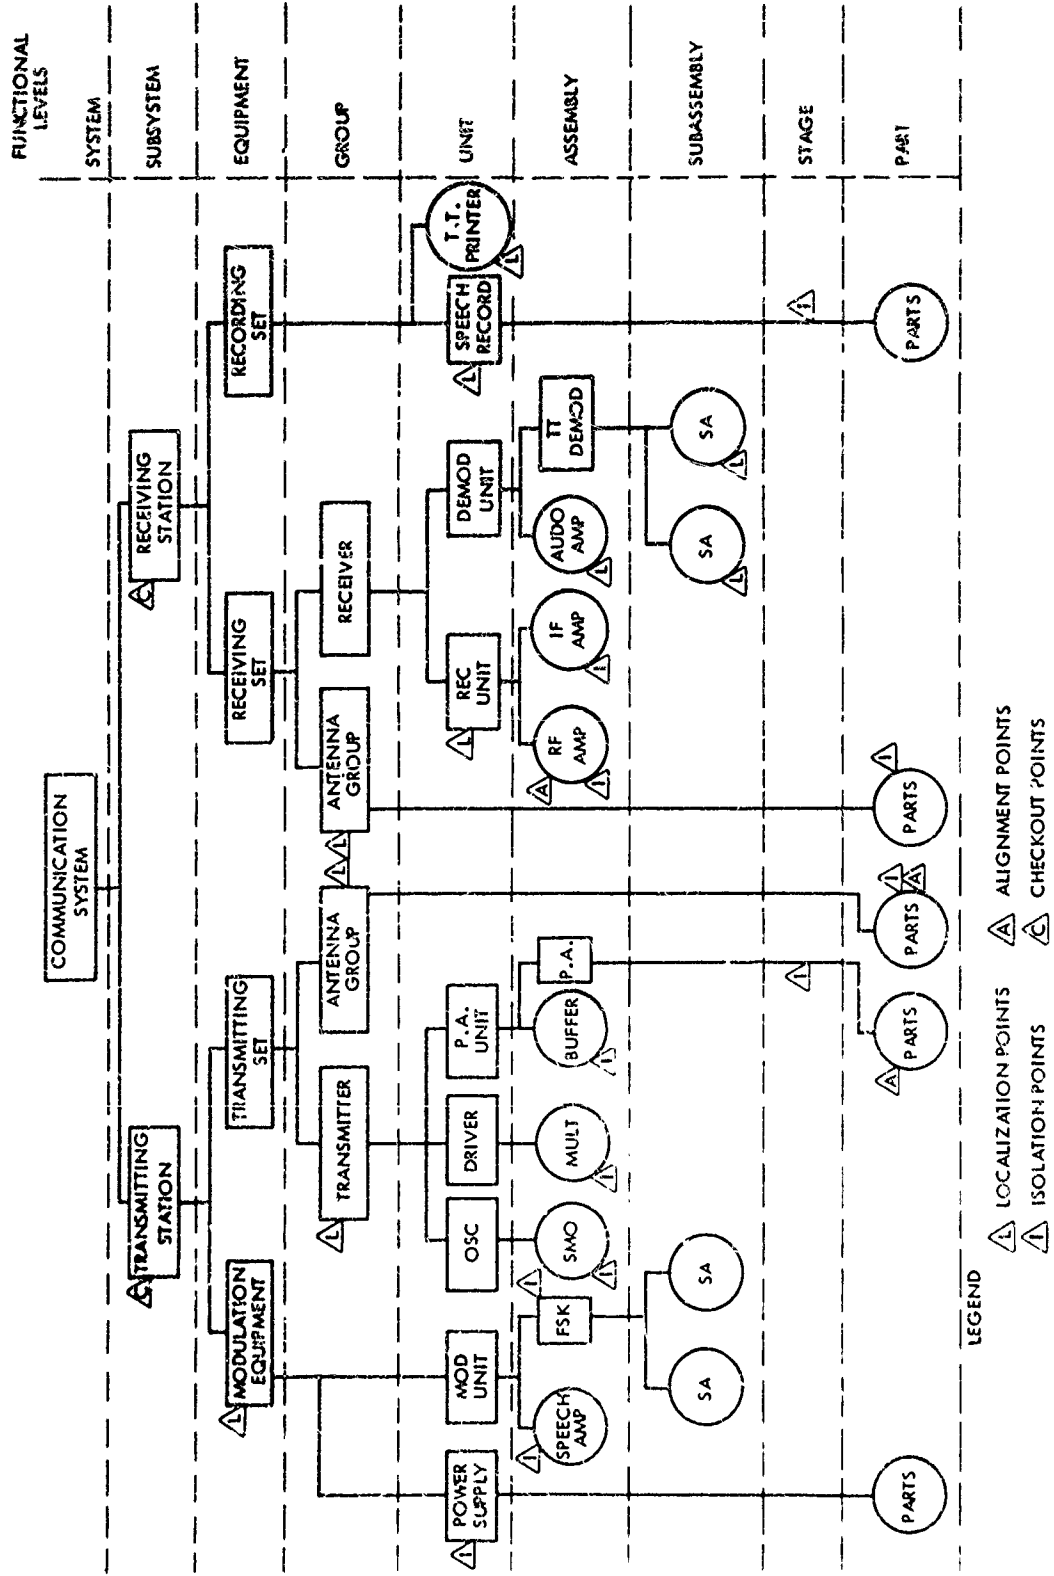 FUNCTIONAL
LEVELS
SYSTEM
SUBSYSTEM
EQUIPMENT
GROUP
UNIT
ASSEMBLY
SUBASSEMBLY
STAGE
PART
COMMUNICATION
SYSTEM
C
TRANSMITTING
STATION
C
RECEIVING
STATION
L
MODULATION
EQUIPMENT
TRANSMITTING
SET
RECEIVING
SET
RECORDING
SET
L
TRANSMITTER
ANTENNA
GROUP
L
L
ANTENNA
GROUP
RECEIVER
I
POWER
SUPPLY
MOD
UNIT
OSC
DRIVER
P.A.
UNIT
L
REC
UNIT
DEMOD
UNIT
L
SPEECH
RECORD
T.T.
PRINTER
L
I
SPEECH
AMP
I
FSK
SMO
I
MULT
I
BUFFER
I
P.A.
A
RF
AMP
I
IF
AMP
I
AUDO
AMP
L
TT
DEMOD
SA
SA
SA
L
SA
L
I
I
PARTS
A
PARTS
I
A
PARTS
I
PARTS
PARTS
LEGEND
L LOCALIZATION POINTS
A ALIGNMENT POINTS
I ISOLATION POINTS
C CHECKOUT POINTS